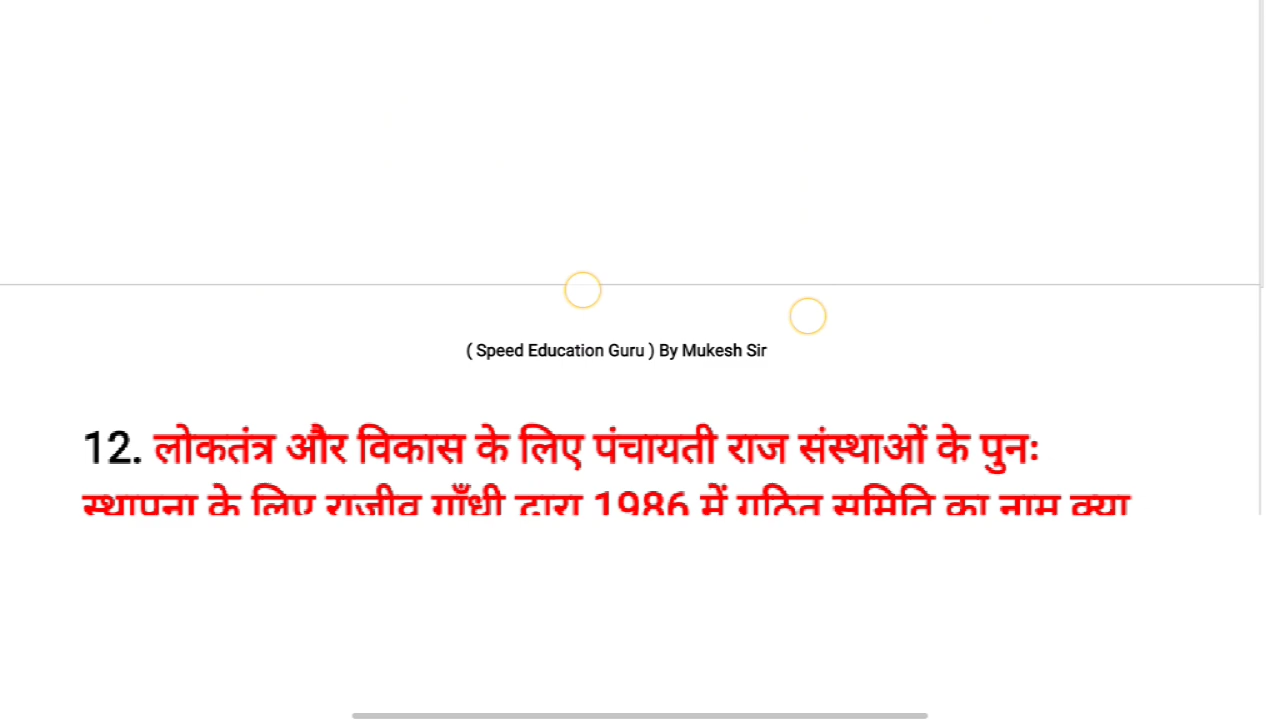 ( Speed Education Guru ) By Mukesh Sir
12. लोकतंत्र और विकास के लिए पंचायती राज संस्थाओं के पुनः
स्थापना के लिए राजीव गाँधी द्वारा 1986 में गठित समिति का नाम क्या